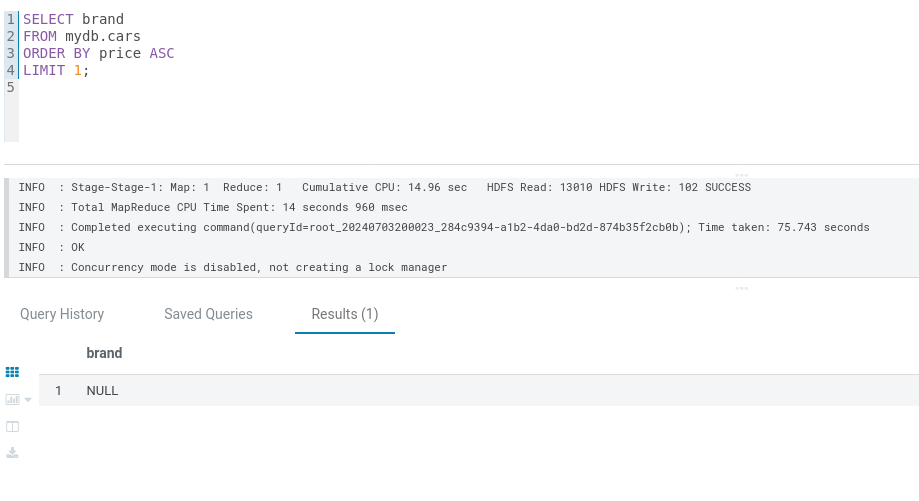 1 SELECT brand
2 FROM mydb.cars
3 ORDER BY price ASC
4 LIMIT 1;
5
INFO  : Stage-Stage-1: Map: 1  Reduce: 1   Cumulative CPU: 14.96 sec   HDFS Read: 13010 HDFS Write: 102 SUCCESS
INFO  : Total MapReduce CPU Time Spent: 14 seconds 960 msec
INFO  : Completed executing command(queryId=root_20240703200023_284c9394-a1b2-4da0-bd2d-874b35f2cb0b); Time taken: 75.743 seconds
INFO  : OK
INFO  : Concurrency mode is disabled, not creating a lock manager
Query History Saved Queries Results (1)
brand
1 NULL